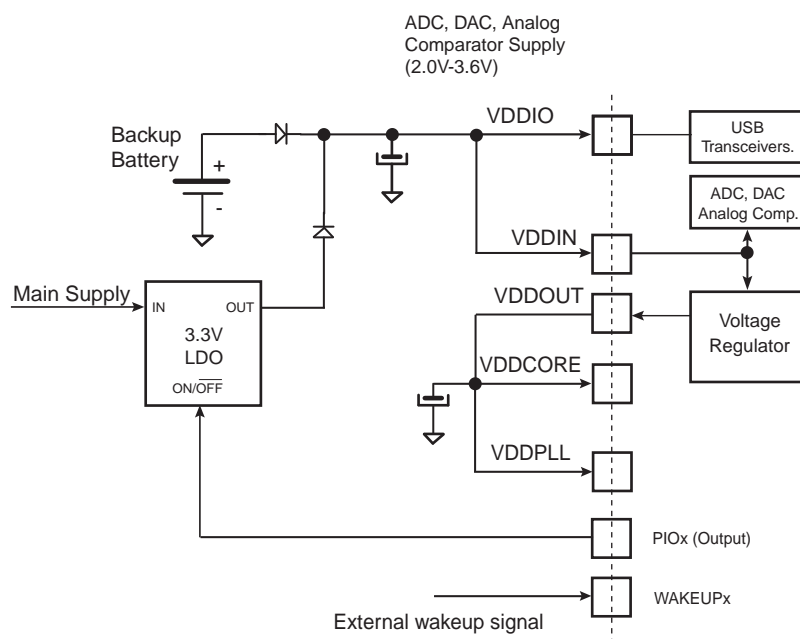 ADC, DAC, Analog
Comparator Supply
(2.0V-3.6V)
VDDIO
USB
Transceivers.
Backup
Battery
+
-
ADC, DAC
Analog Comp.
VDDIN
Main Supply
IN
OUT
3.3V
LDO
ON/OFF
VDDOUT
Voltage
Regulator
VDDCORE
VDDPLL
PIOx (Output)
WAKEUPx
External wakeup signal